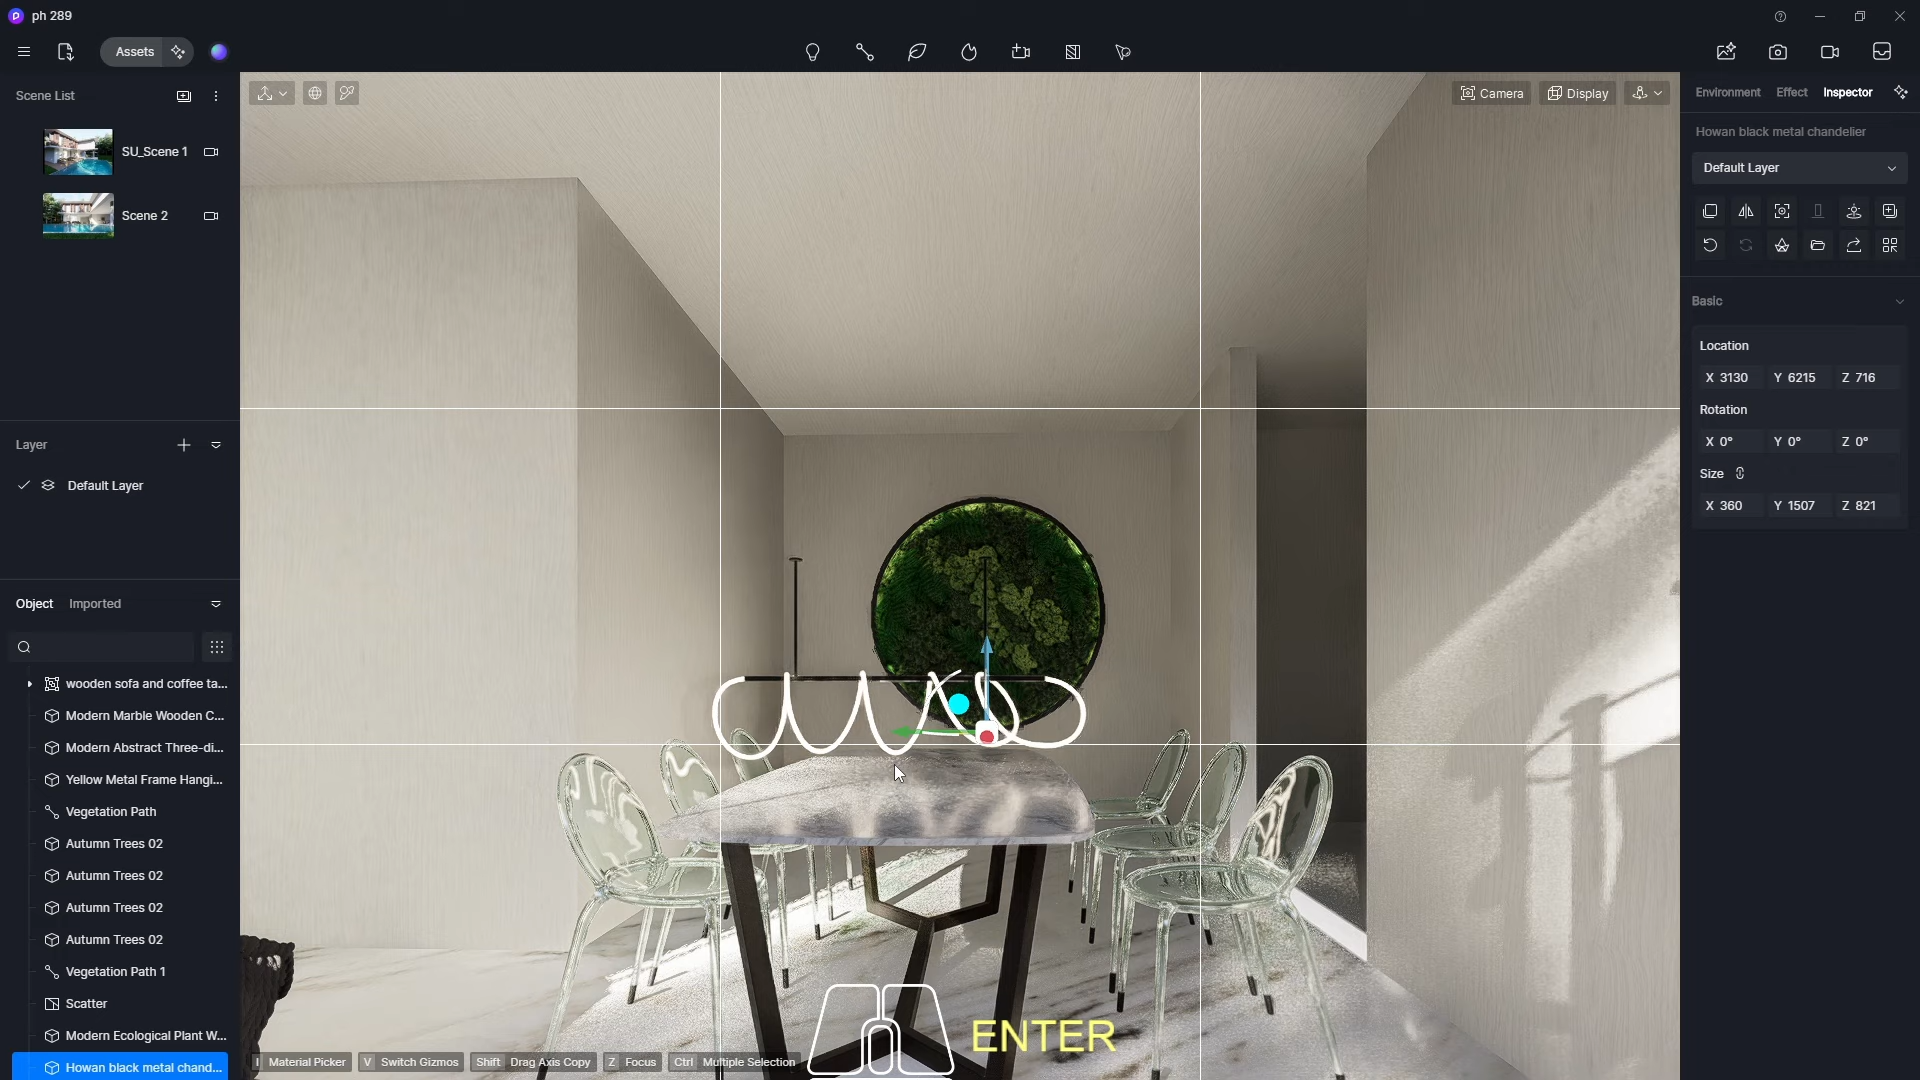 ph 289
Assets
Scene List
SU_Scene 1
Scene 2
Layer
Default Layer
Object Imported
wooden sofa and coffee ta...
Modern Marble Wooden C...
Modern Abstract Three-di...
Yellow Metal Frame Hangi...
Vegetation Path
Autumn Trees 02
Autumn Trees 02
Autumn Trees 02
Autumn Trees 02
Vegetation Path 1
Scatter
Modern Ecological Plant W...
Howan black metal chand...
Camera Display
I Material Picker V Switch Gizmos Shift Drag Axis Copy Z Focus Ctrl Multiple Selection
ENTER
Environment Effect Inspector
Howan black metal chandelier
Default Layer
Basic
Location
X 3130 Y 6215 Z 716
Rotation
X 0° Y 0° Z 0°
Size
X 360 Y 1507 Z 821